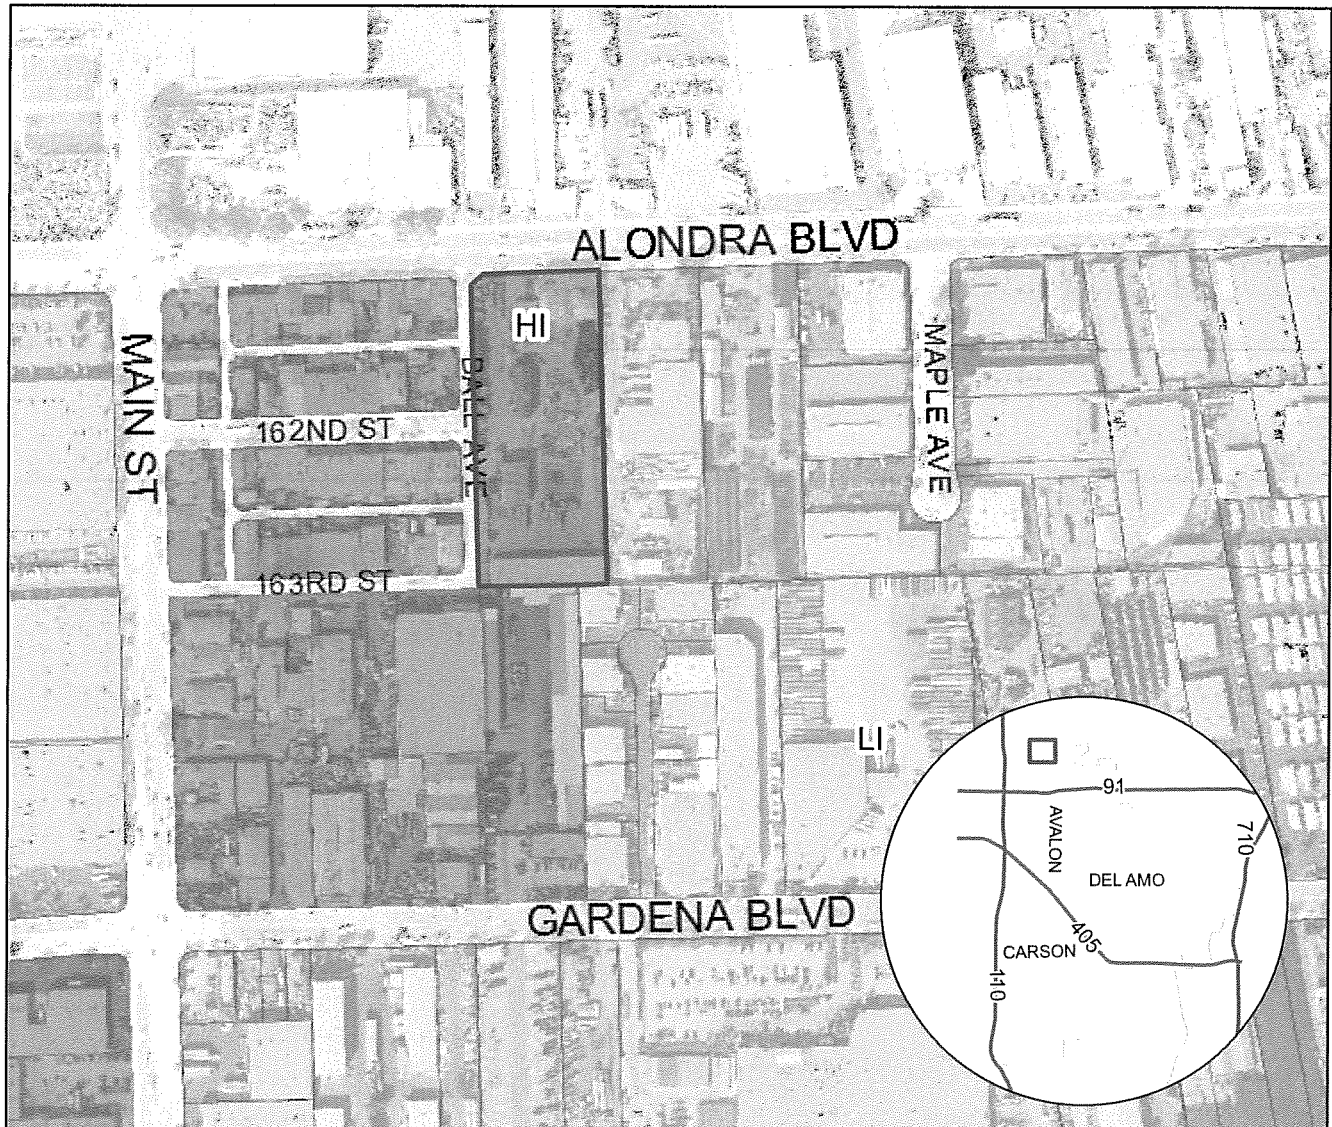 ALONDRA BLVD
HI
MAIN ST
BALL AVE
MAPLE AVE
162ND ST
163RD ST
LI
91
AVALON
710
DEL AMO
GARDENA BLVD
405
CARSON
110